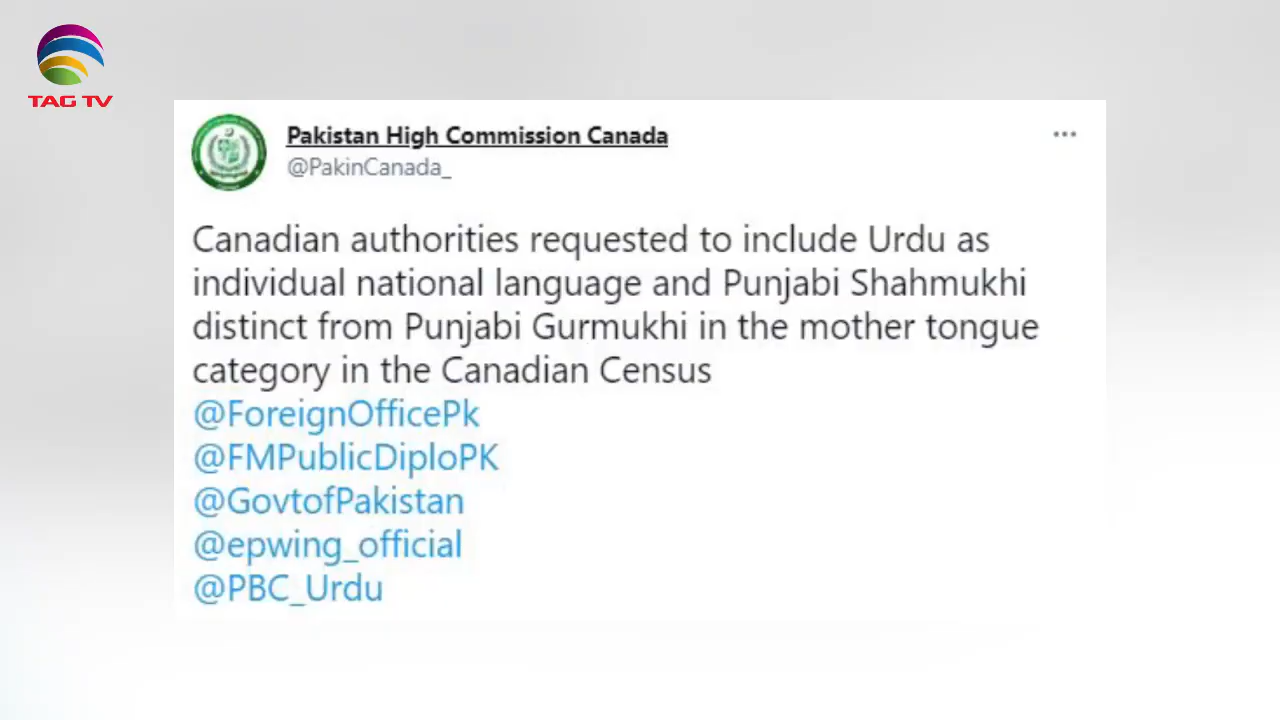 TAG TV
Pakistan High Commission Canada
@PakinCanada_
Canadian authorities requested to include Urdu as
individual national language and Punjabi Shahmukhi
distinct from Punjabi Gurmukhi in the mother tongue
category in the Canadian Census
@ForeignOfficePk
@FMPublicDiploPK
@GovtofPakistan
@epwing_official
@PBC_Urdu